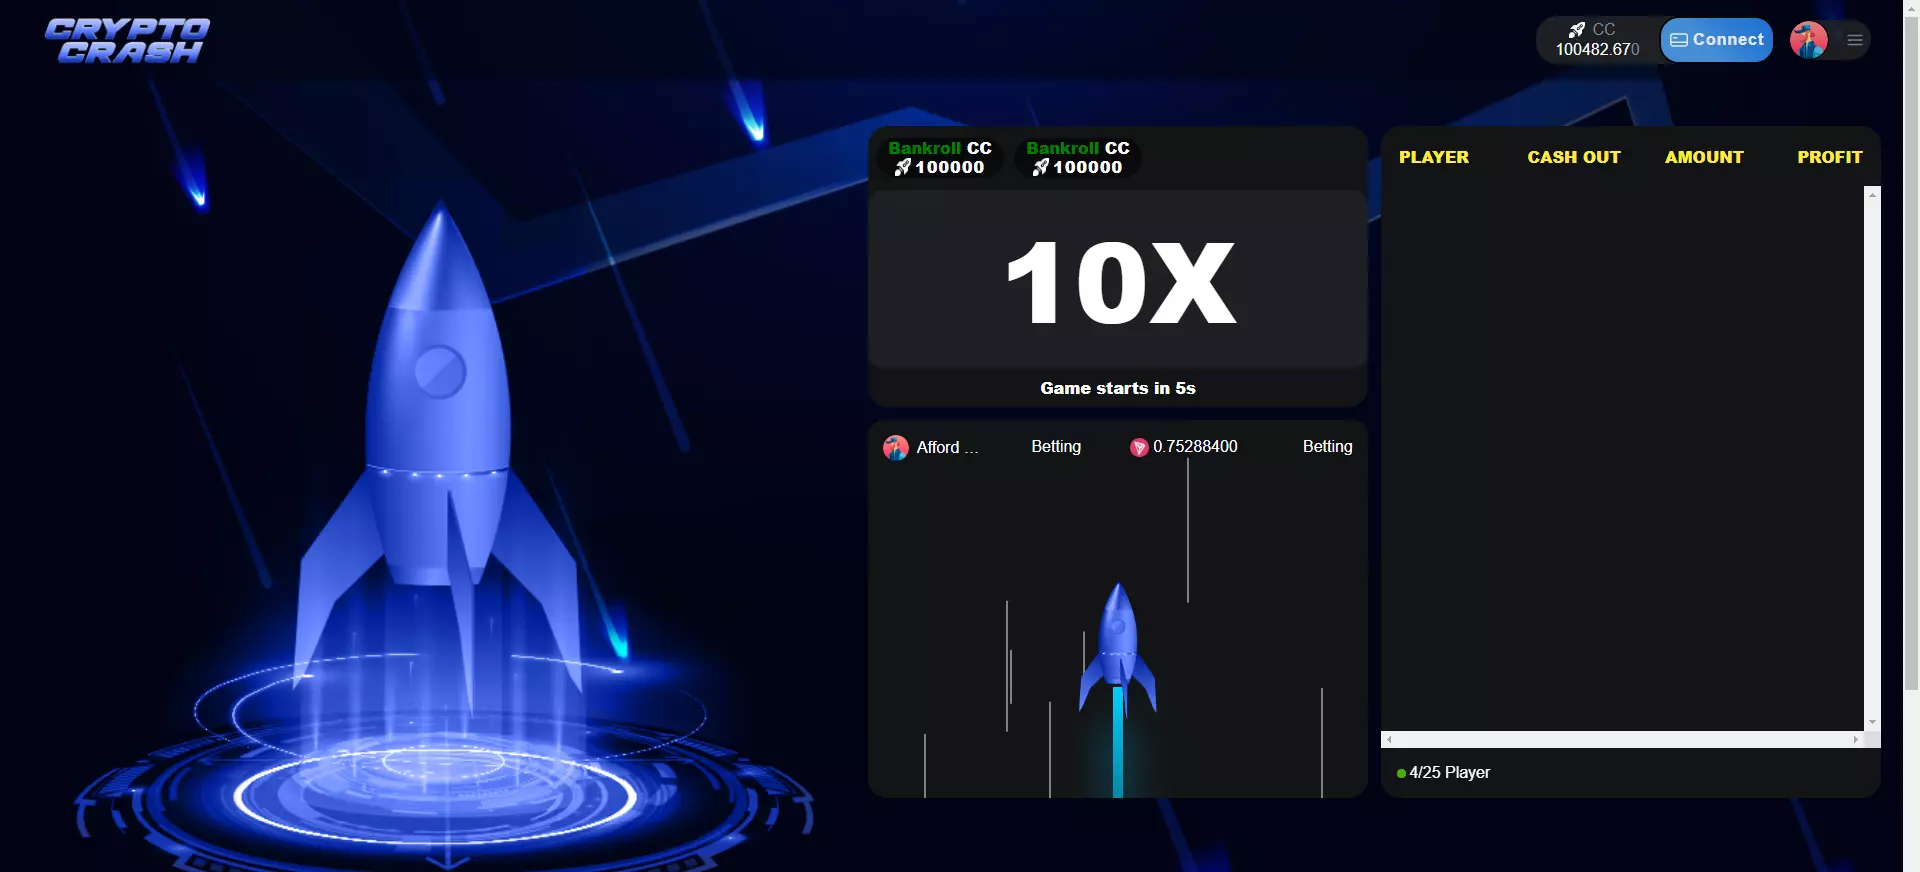 CRYPTO
CRASH
CC
100482.670
Connect
Bankroll CC
100000
Bankroll CC
100000
10X
Game starts in 5s
Afford ... Betting 0.75288400 Betting
PLAYER CASH OUT AMOUNT PROFIT
4/25 Player